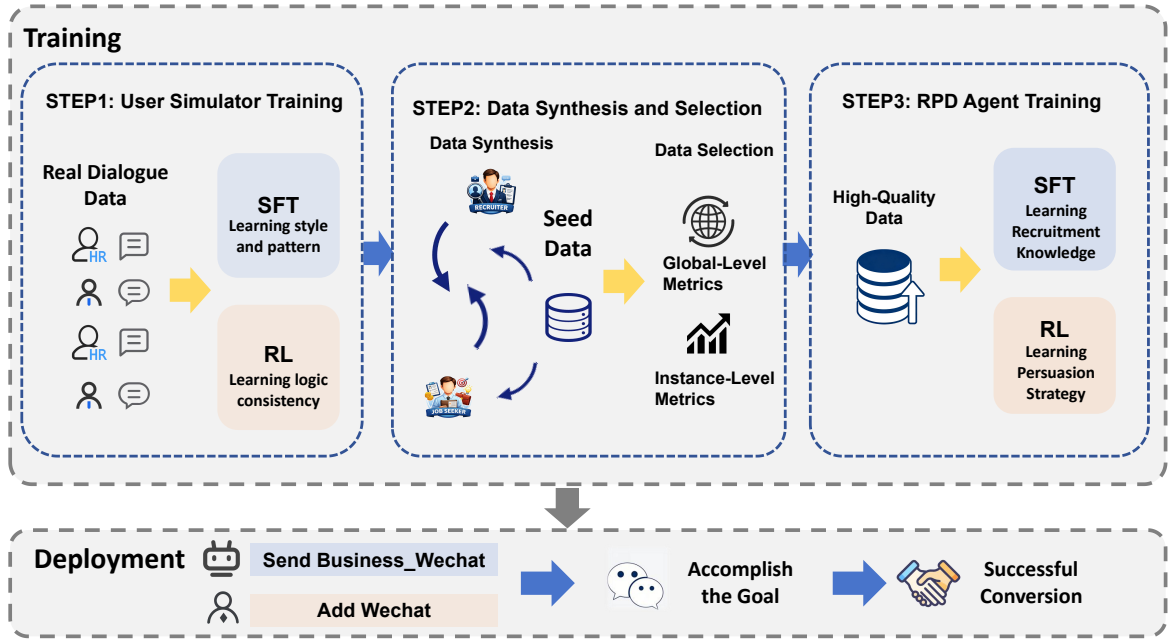 Training
STEP1: User Simulator Training
Real Dialogue
Data
HR
HR
SFT
Learning style
and pattern
RL
Learning logic
consistency
STEP2: Data Synthesis and Selection
Data Synthesis
RECRUITER
Seed
Data
JOB SEEKER
Data Selection
Global-Level
Metrics
Instance-Level
Metrics
STEP3: RPD Agent Training
High-Quality
Data
SFT
Learning
Recruitment
Knowledge
RL
Learning
Persuasion
Strategy
Deployment
Send Business_Wechat
Add Wechat
Accomplish
the Goal
Successful
Conversion